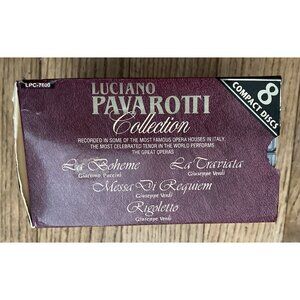 LPC-7600
LUCIANO
PAVAROTTI
Collection
8
COMPACT DISCS
RECORDED IN SOME OF THE MOST FAMOUS OPERA HOUSES IN ITALY,
THE MOST CELEBRATED TENOR IN THE WORLD PERFORMS
THE GREAT OPERAS
La Boheme
Giacomo Puccini
La Traviata
Giuseppe Verdi
Messa Di Requiem
Giuseppe Verdi
Rigoletto
Giuseppe Verdi